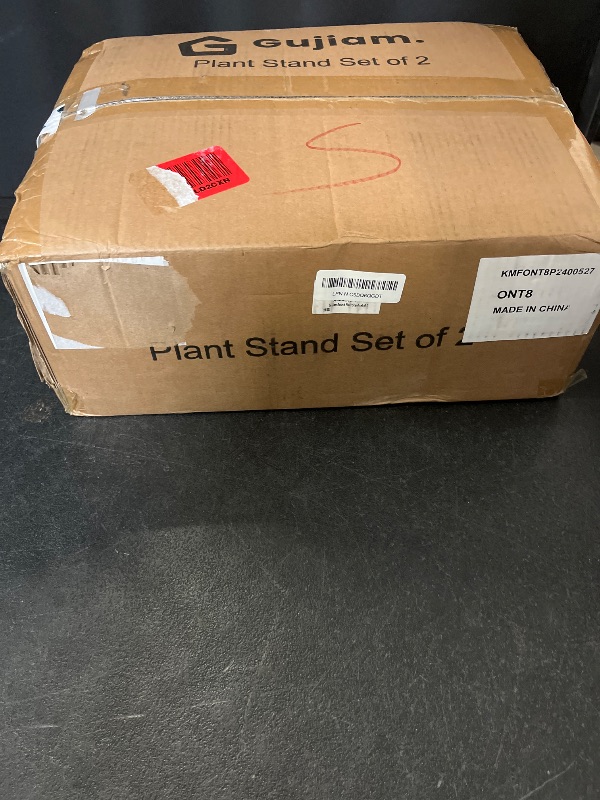 Gujiam.
Plant Stand Set of 2
S
KMFONT8P2400527
ONT8
MADE IN CHINA
Plant Stand Set of 2